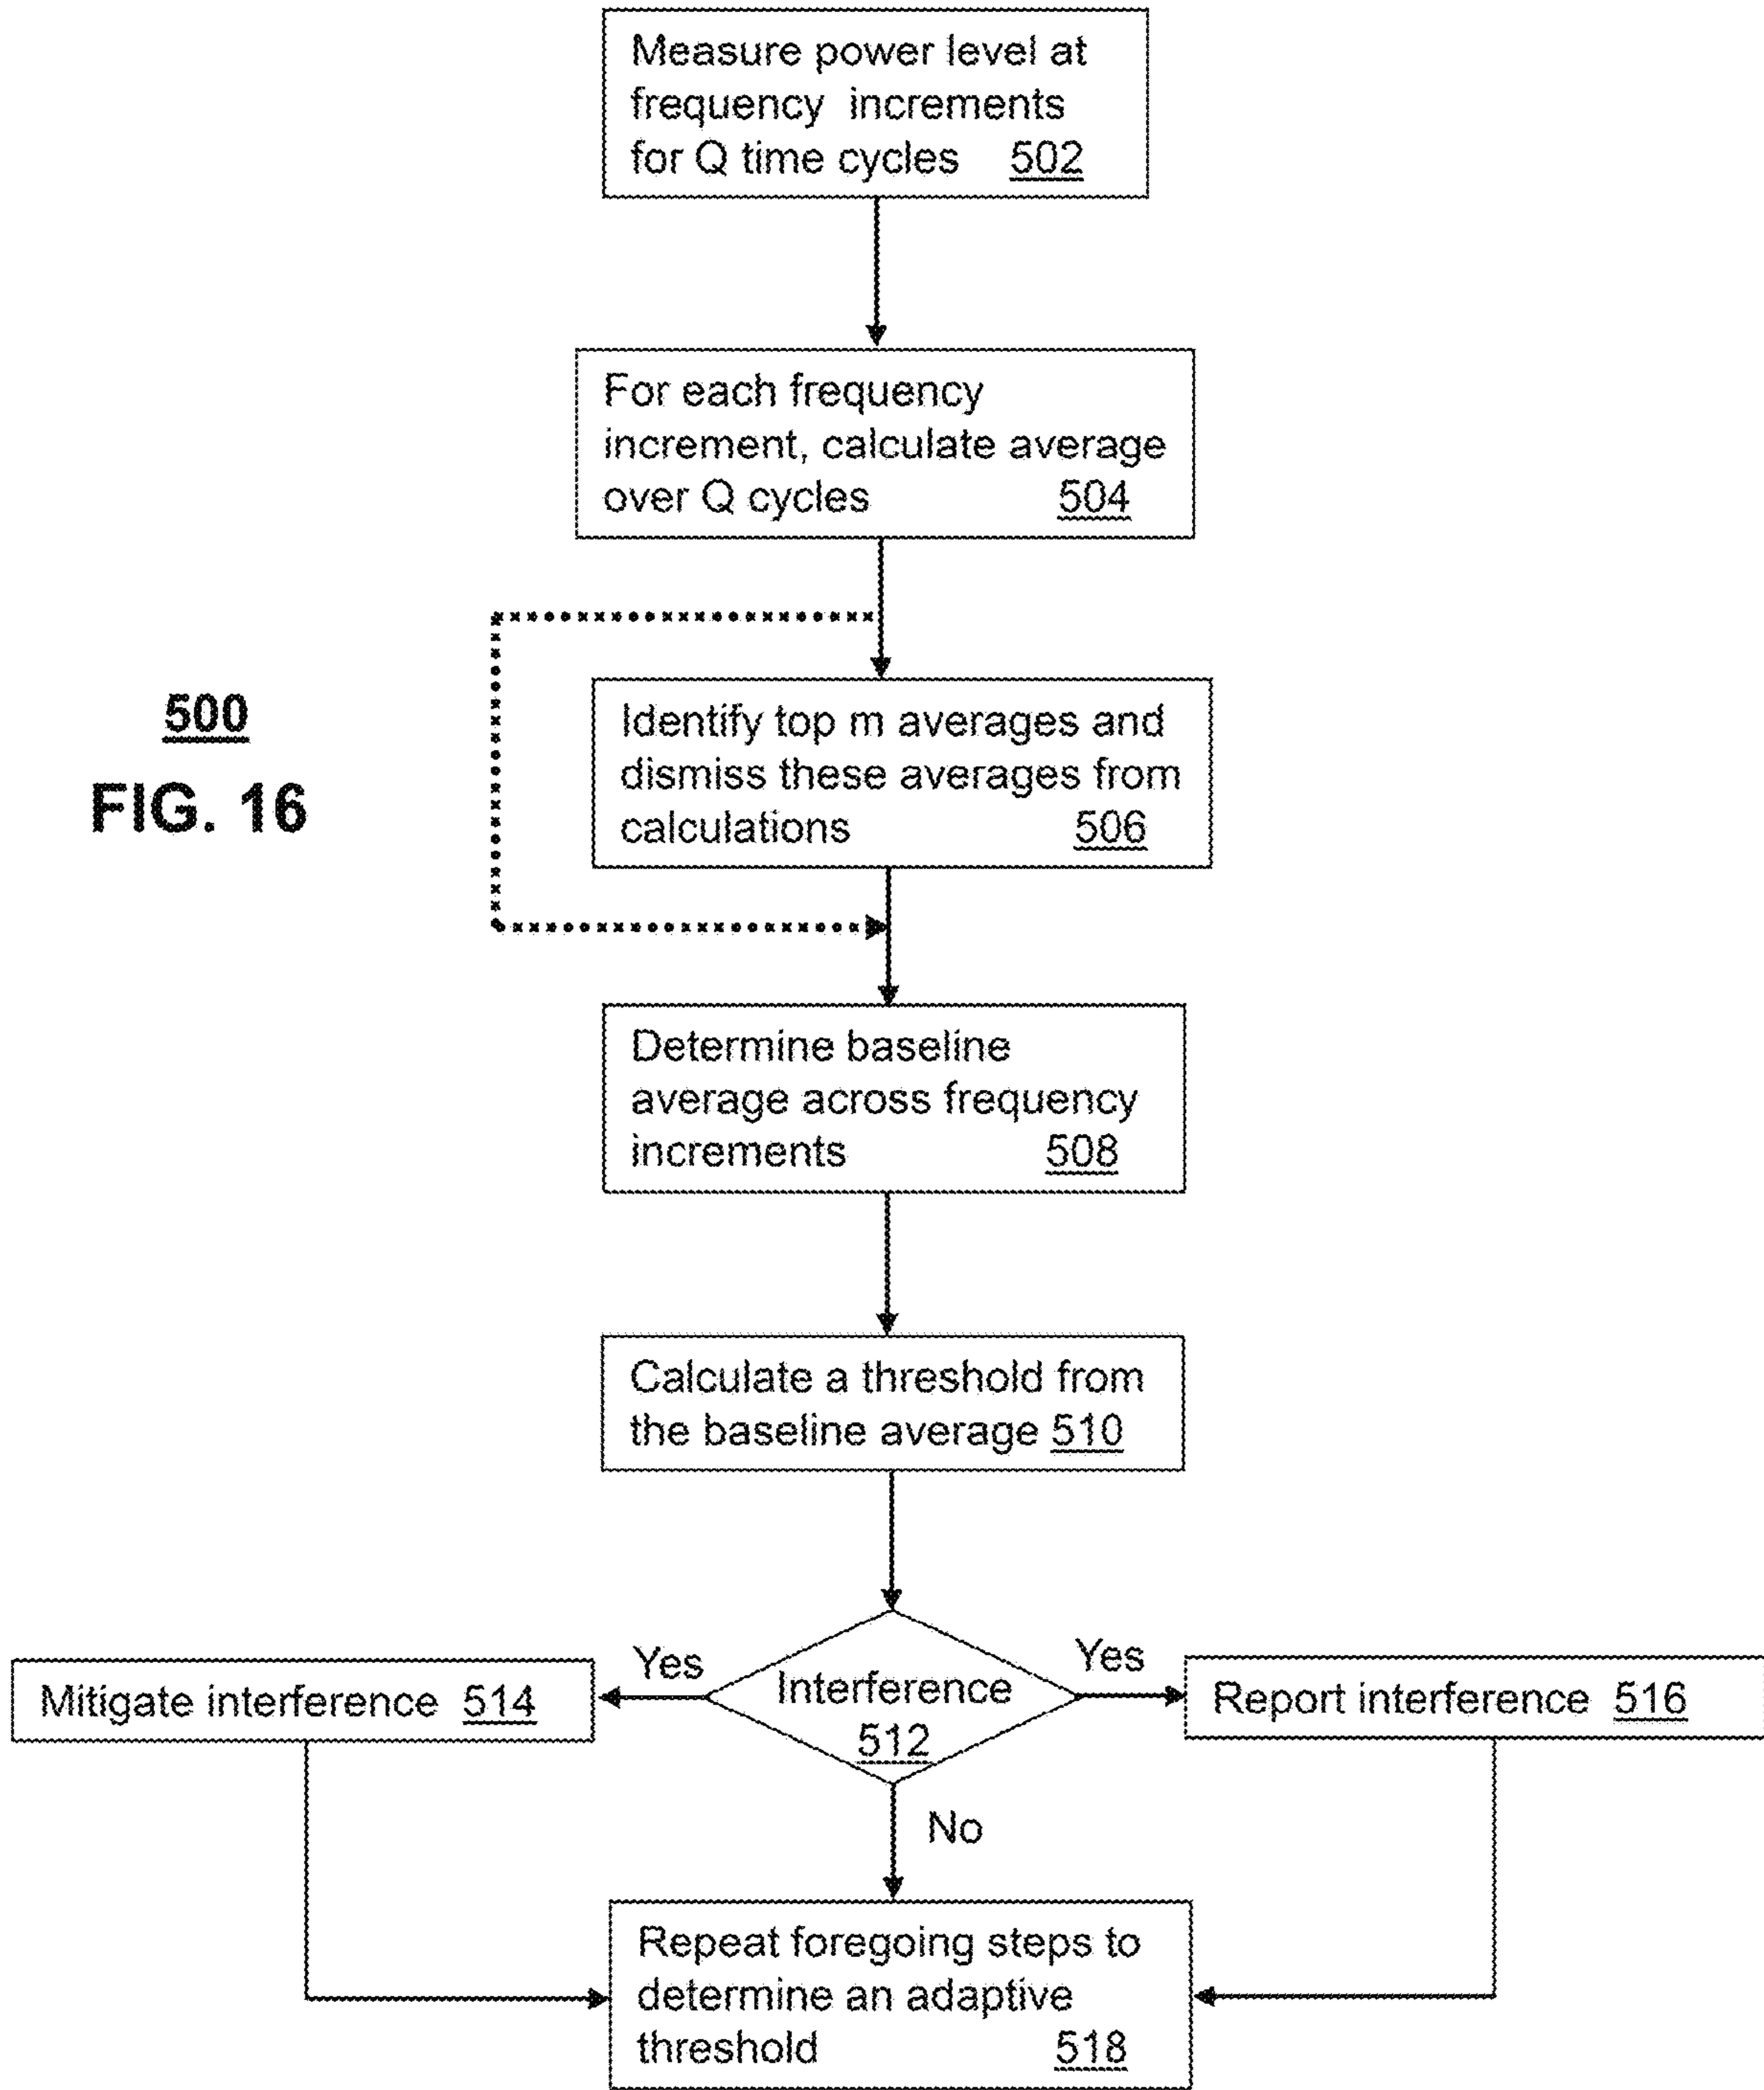 Measure power level at
frequency increments
for Q time cycles 502
For each frequency
increment, calculate average
over Q cycles 504
500
FIG. 16
Identify top m averages and
dismiss these averages from
calculations 506
Determine baseline
average across frequency
increments 508
Calculate a threshold from
the baseline average 510
Yes
Yes
Mitigate interference 514
Interference
512
Report interference 516
No
Repeat foregoing steps to
determine an adaptive
threshold 518